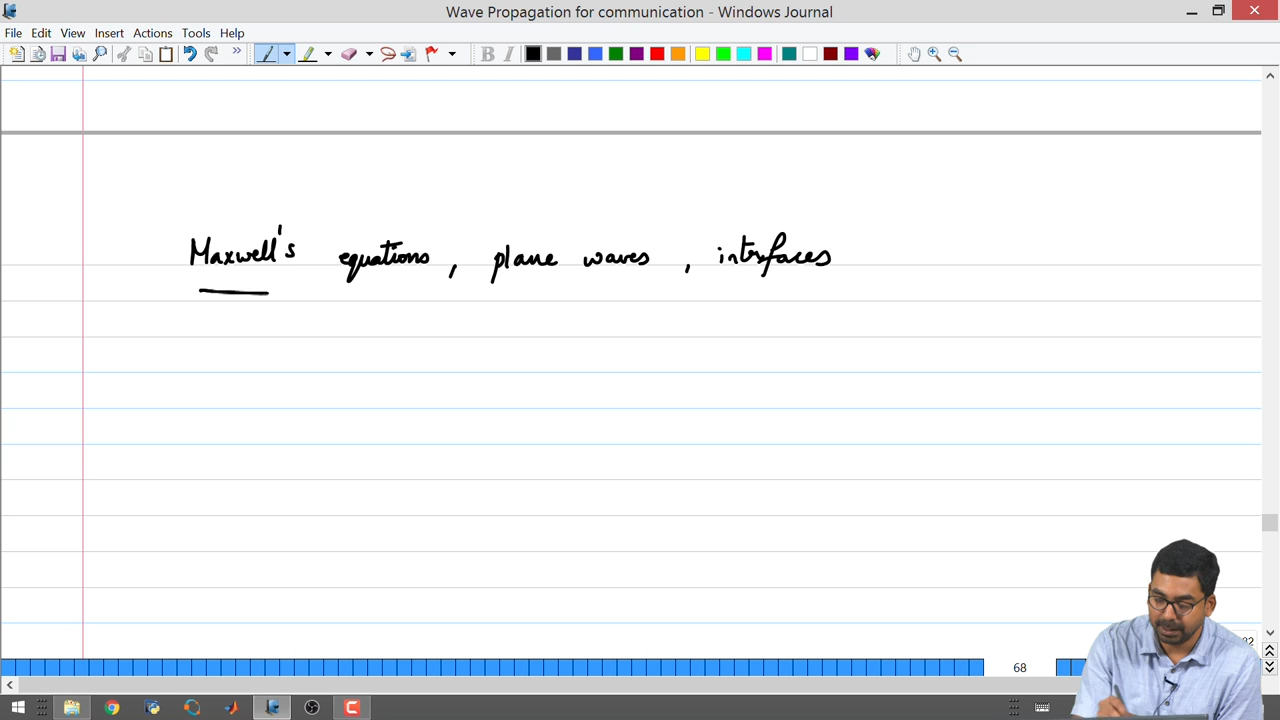 Wave Propagation for communication - Windows Journal
File Edit View Insert Actions Tools Help
Maxwell's equations, plane waves, interfaces
68